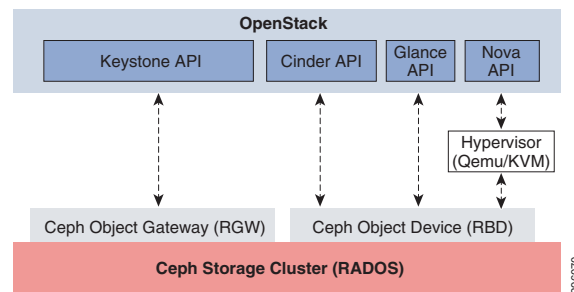 OpenStack
Keystone API
Cinder API
Glance
API
Nova
API
Hypervisor
(Qemu/KVM)
Ceph Object Gateway (RGW)
Ceph Object Device (RBD)
Ceph Storage Cluster (RADOS)